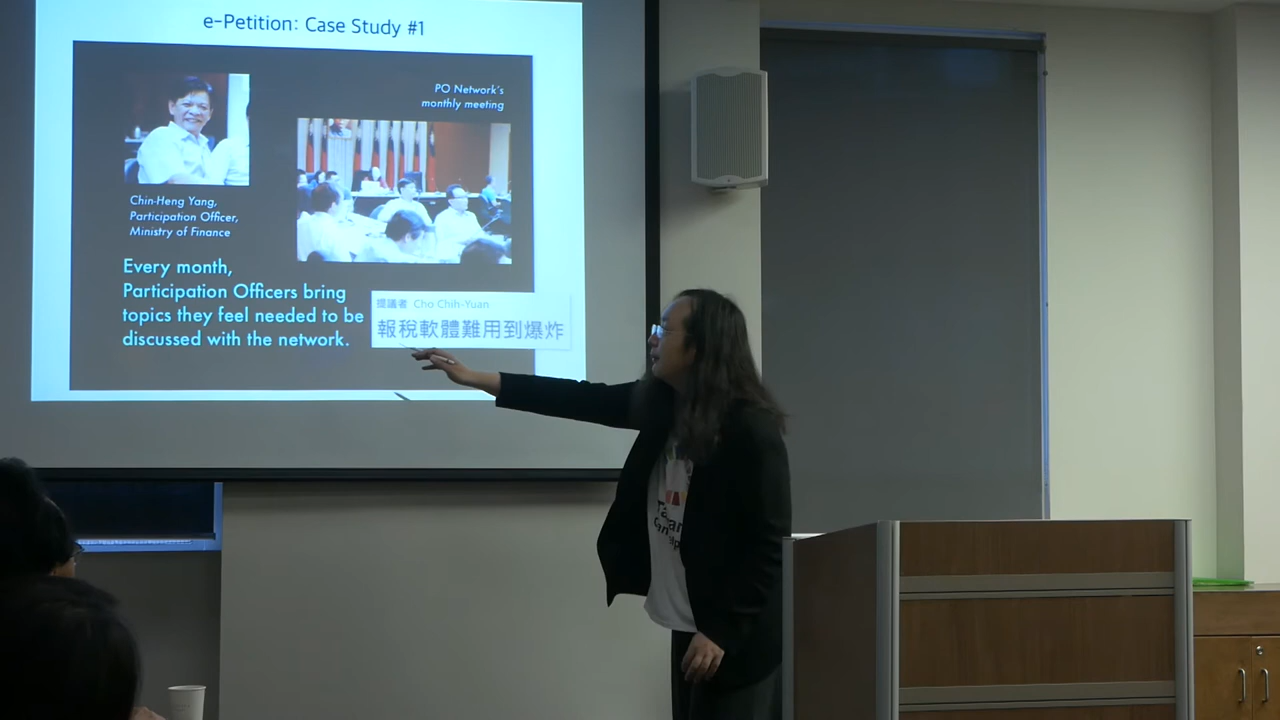 e-Petition: Case Study #1
PO Network's
monthly meeting
Chin-Heng Yang,
Participation Officer,
Ministry of Finance
Every month,
Participation Officers bring
topics they feel needed to be
discussed with the network.
提議者 Cho Chih-Yuan
報稅軟體難用到爆炸